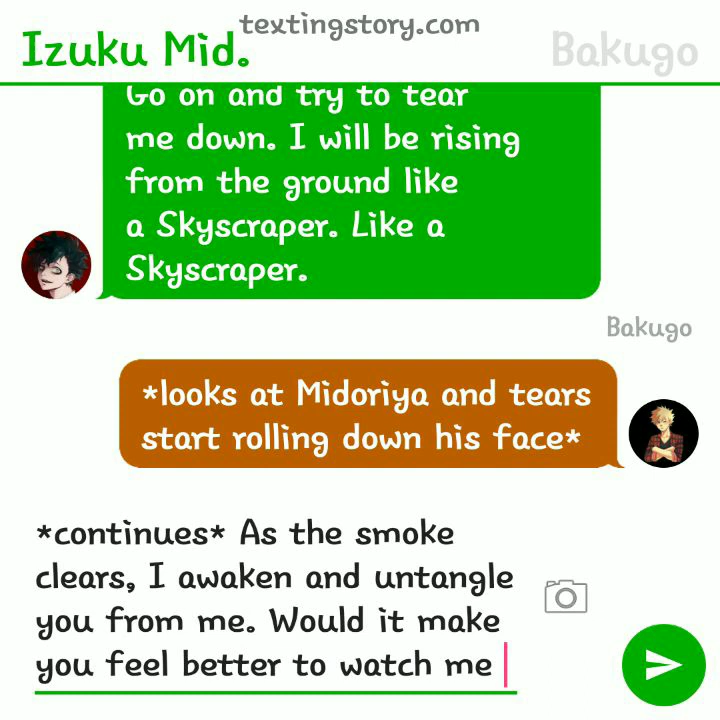 textingstory.com
Izuku Mid.
Bakugo
Go on and try to tear
me down. I will be rising
from the ground like
a Skyscraper. Like a
Skyscraper.
Bakugo
*looks at Midoriya and tears
start rolling down his face*
*continues* As the smoke
clears, I awaken and untangle
you from me. Would it make
you feel better to watch me